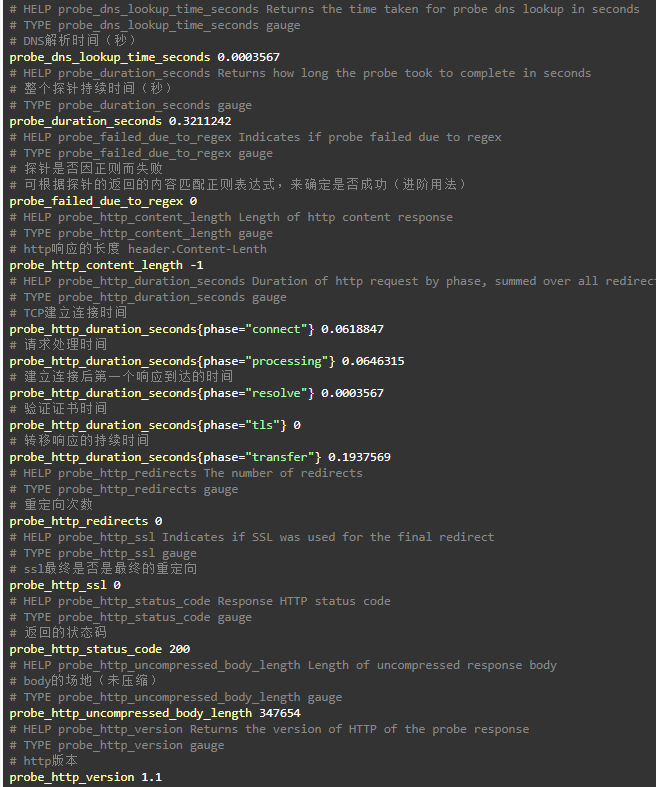 # HELP probe_dns_lookup_time_seconds Returns the time taken for probe dns lookup in seconds
# TYPE probe_dns_lookup_time_seconds gauge
# DNS解析时间（秒）
probe_dns_lookup_time_seconds 0.0003567
# HELP probe_duration_seconds Returns how long the probe took to complete in seconds
# 整个探针持续时间（秒）
# TYPE probe_duration_seconds gauge
probe_duration_seconds 0.3211242
# HELP probe_failed_due_to_regex Indicates if probe failed due to regex
# TYPE probe_failed_due_to_regex gauge
# 探针是否因正则而失败
# 可根据探针的返回的内容匹配正则表达式，来确定是否成功（进阶用法）
probe_failed_due_to_regex 0
# HELP probe_http_content_length Length of http content response
# TYPE probe_http_content_length gauge
# http响应的长度 header.Content-Lenth
probe_http_content_length -1
# HELP probe_http_duration_seconds Duration of http request by phase, summed over all redirect
# TYPE probe_http_duration_seconds gauge
# TCP建立连接时间
probe_http_duration_seconds{phase="connect"} 0.0618847
# 请求处理时间
probe_http_duration_seconds{phase="processing"} 0.0646315
# 建立连接后第一个响应到达的时间
probe_http_duration_seconds{phase="resolve"} 0.0003567
# 验证证书时间
probe_http_duration_seconds{phase="tls"} 0
# 转移响应的持续时间
probe_http_duration_seconds{phase="transfer"} 0.1937569
# HELP probe_http_redirects The number of redirects
# TYPE probe_http_redirects gauge
# 重定向次数
probe_http_redirects 0
# HELP probe_http_ssl Indicates if SSL was used for the final redirect
# TYPE probe_http_ssl gauge
# ssl最终是否是最终的重定向
probe_http_ssl 0
# HELP probe_http_status_code Response HTTP status code
# TYPE probe_http_status_code gauge
# 返回的状态码
probe_http_status_code 200
# HELP probe_http_uncompressed_body_length Length of uncompressed response body
# body的场地（未压缩）
# TYPE probe_http_uncompressed_body_length gauge
probe_http_uncompressed_body_length 347654
# HELP probe_http_version Returns the version of HTTP of the probe response
# TYPE probe_http_version gauge
# http版本
probe_http_version 1.1